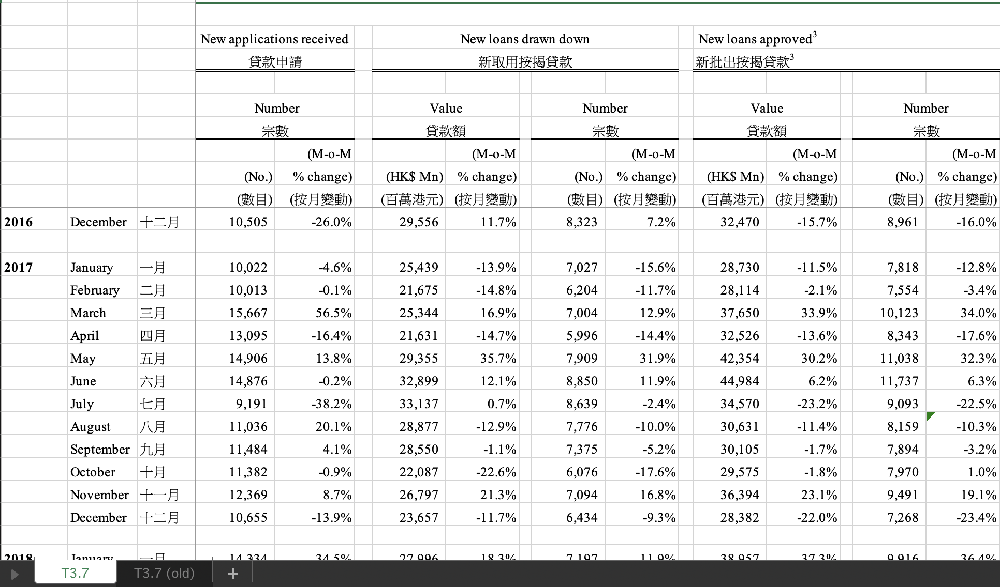 New applications received New loans drawn down New loans approved³
貸款申請 新取用按揭貸款 新批出按揭貸款³
Number Value Number Value Number
宗數 貸款額 宗數 貸款額 宗數
(M-o-M (M-o-M (M-o-M (M-o-M (M-o-M
(No.) % change) (HK$ Mn) % change) (No.) % change) (HK$ Mn) % change) (No.) % change)
(數目) (按月變動) (百萬港元) (按月變動) (數目) (按月變動) (百萬港元) (按月變動) (數目) (按月變動)
2016 December 十二月 10,505 -26.0% 29,556 11.7% 8,323 7.2% 32,470 -15.7% 8,961 -16.0%
2017 January 一月 10,022 -4.6% 25,439 -13.9% 7,027 -15.6% 28,730 -11.5% 7,818 -12.8%
February 二月 10,013 -0.1% 21,675 -14.8% 6,204 -11.7% 28,114 -2.1% 7,554 -3.4%
March 三月 15,667 56.5% 25,344 16.9% 7,004 12.9% 37,650 33.9% 10,123 34.0%
April 四月 13,095 -16.4% 21,631 -14.7% 5,996 -14.4% 32,526 -13.6% 8,343 -17.6%
May 五月 14,906 13.8% 29,355 35.7% 7,909 31.9% 42,354 30.2% 11,038 32.3%
June 六月 14,876 -0.2% 32,899 12.1% 8,850 11.9% 44,984 6.2% 11,737 6.3%
July 七月 9,191 -38.2% 33,137 0.7% 8,639 -2.4% 34,570 -23.2% 9,093 -22.5%
August 八月 11,036 20.1% 28,877 -12.9% 7,776 -10.0% 30,631 -11.4% 8,159 -10.3%
September 九月 11,484 4.1% 28,550 -1.1% 7,375 -5.2% 30,105 -1.7% 7,894 -3.2%
October 十月 11,382 -0.9% 22,087 -22.6% 6,076 -17.6% 29,575 -1.8% 7,970 1.0%
November 十一月 12,369 8.7% 26,797 21.3% 7,094 16.8% 36,394 23.1% 9,491 19.1%
December 十二月 10,655 -13.9% 23,657 -11.7% 6,434 -9.3% 28,382 -22.0% 7,268 -23.4%
2018 January 一月 14,334 34.5% 27,996 18.3% 7,197 11.9% 38,957 37.3% 9,916 36.4%
T3.7 T3.7 (old) +